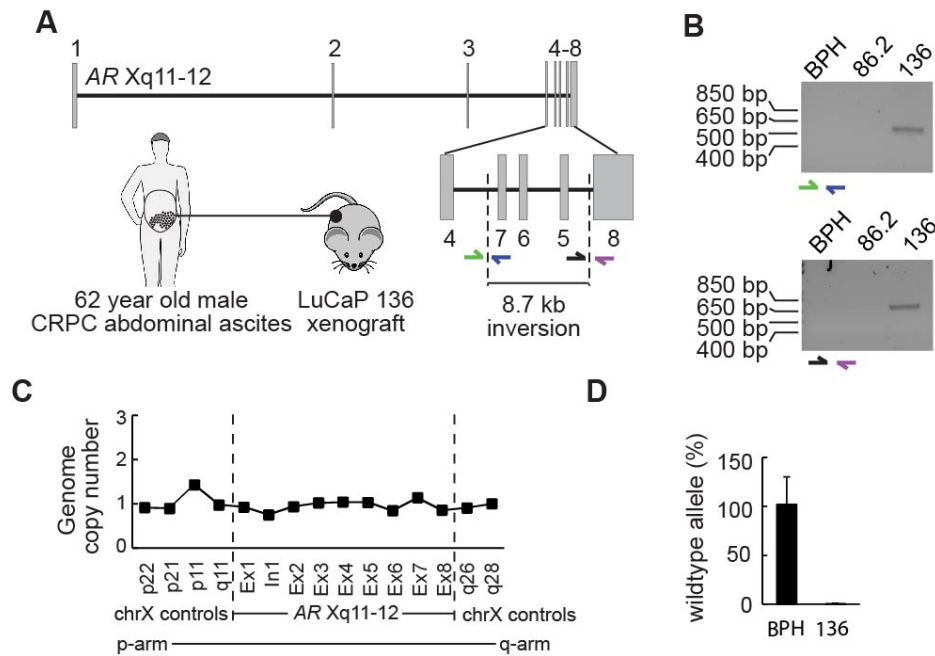 A
1
2
3
4-8
AR Xq11-12
4
7
6
5
8
8.7 kb
inversion
62 year old male
CRPC abdominal ascites
LuCaP 136
xenograft
B
BPH
86.2
136
850 bp
650 bp
500 bp
400 bp
BPH
86.2
136
850 bp
650 bp
500 bp
400 bp
C
Genome
copy number
3
2
1
0
p22
p21
p11
q11
Ex1
In1
Ex2
Ex3
Ex4
Ex5
Ex6
Ex7
Ex8
q26
q28
chrX controls
AR Xq11-12
chrX controls
p-arm
q-arm
D
wildtype allele (%)
150
100
50
0
BPH
136